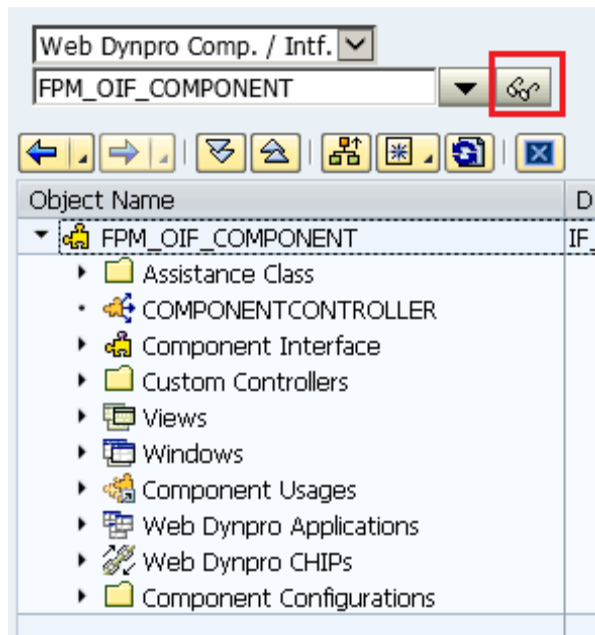 Web Dynpro Comp. / Intf.
FPM_OIF_COMPONENT
Object Name D
FPM_OIF_COMPONENT IF_
Assistance Class
COMPONENTCONTROLLER
Component Interface
Custom Controllers
Views
Windows
Component Usages
Web Dynpro Applications
Web Dynpro CHIPs
Component Configurations